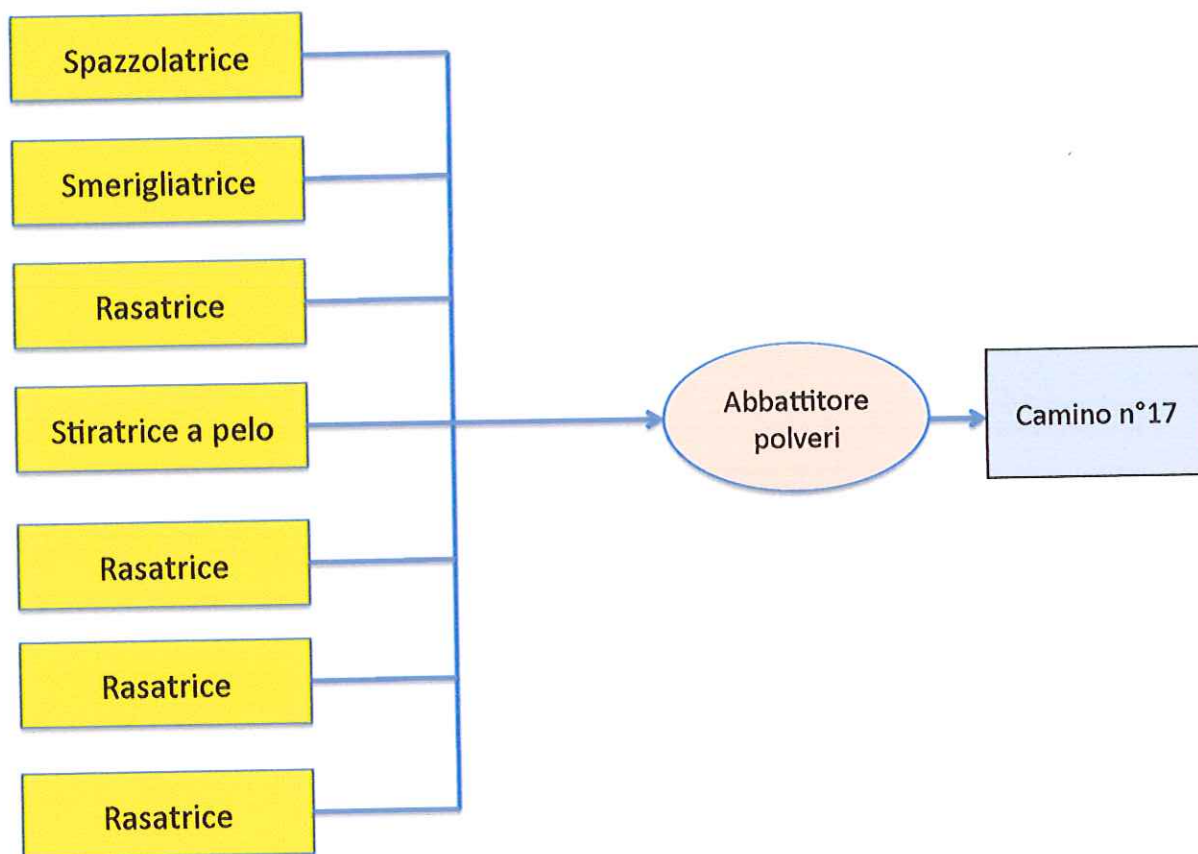 Spazzolatrice
Smerigliatrice
Rasatrice
Stiratrice a pelo
Rasatrice
Rasatrice
Rasatrice
Abbattitore
polveri
Camino n°17